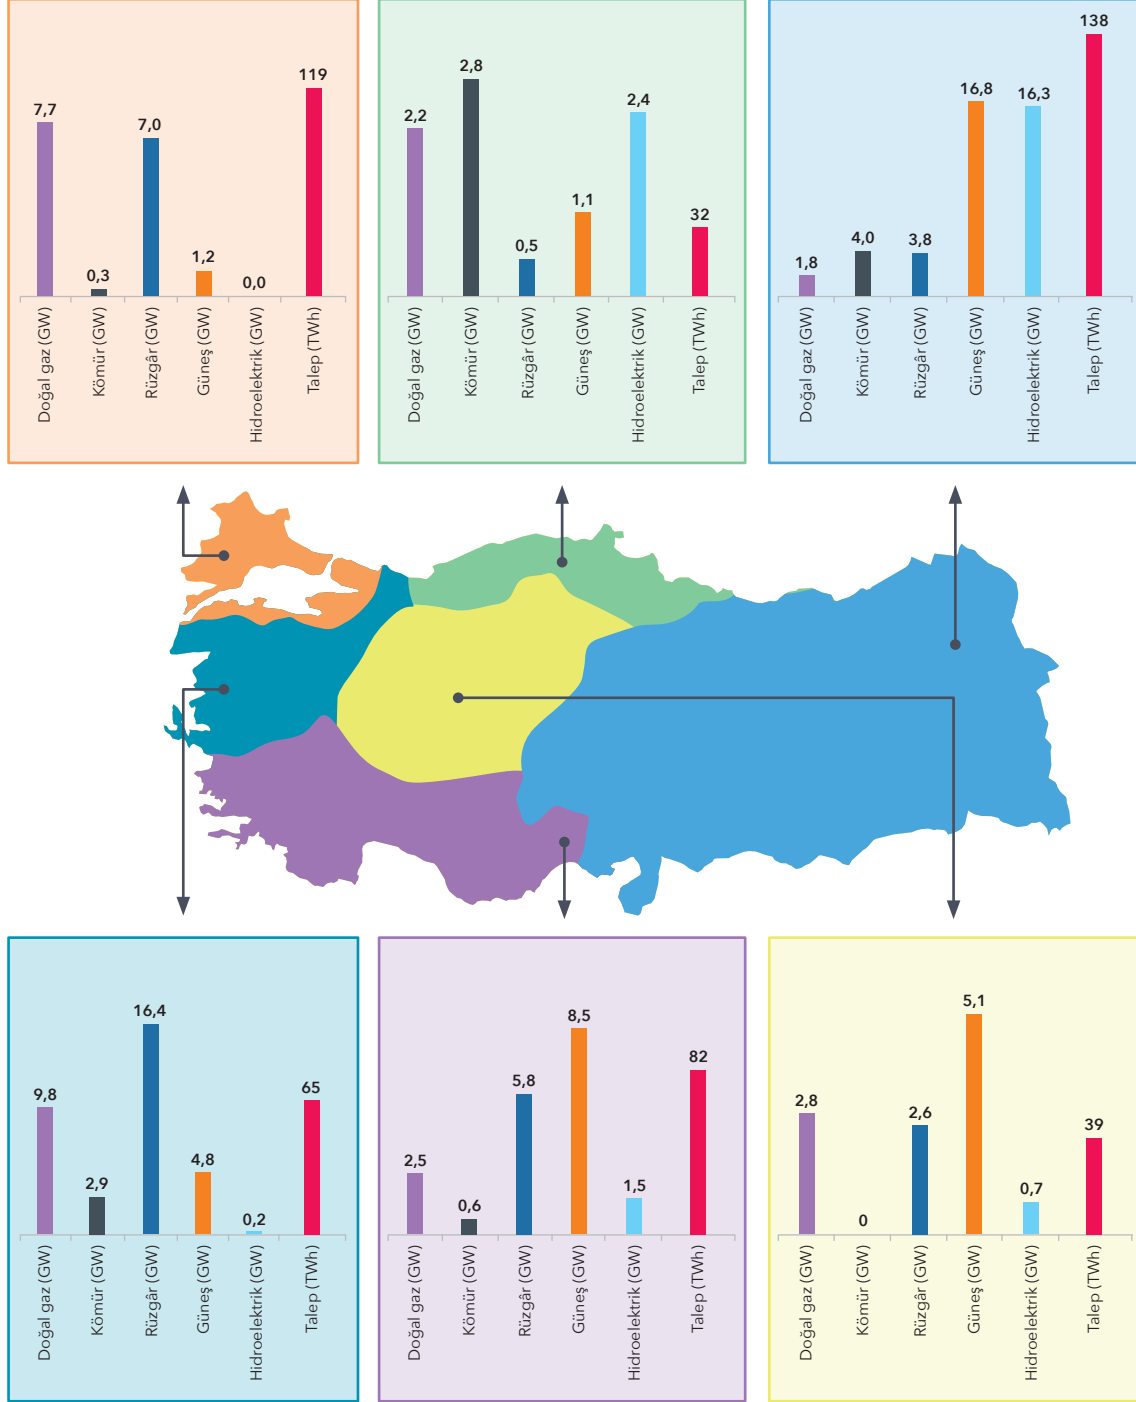 7,7
0,3
7,0
1,2
0,0
119
Doğal gaz (GW)
Kömür (GW)
Rüzgâr (GW)
Güneş (GW)
Hidroelektrik (GW)
Talep (TWh)
2,2
2,8
0,5
1,1
2,4
32
Doğal gaz (GW)
Kömür (GW)
Rüzgâr (GW)
Güneş (GW)
Hidroelektrik (GW)
Talep (TWh)
1,8
4,0
3,8
16,8
16,3
138
Doğal gaz (GW)
Kömür (GW)
Rüzgâr (GW)
Güneş (GW)
Hidroelektrik (GW)
Talep (TWh)
9,8
2,9
16,4
4,8
0,2
65
Doğal gaz (GW)
Kömür (GW)
Rüzgâr (GW)
Güneş (GW)
Hidroelektrik (GW)
Talep (TWh)
2,5
0,6
5,8
8,5
1,5
82
Doğal gaz (GW)
Kömür (GW)
Rüzgâr (GW)
Güneş (GW)
Hidroelektrik (GW)
Talep (TWh)
2,8
0
2,6
5,1
0,7
39
Doğal gaz (GW)
Kömür (GW)
Rüzgâr (GW)
Güneş (GW)
Hidroelektrik (GW)
Talep (TWh)